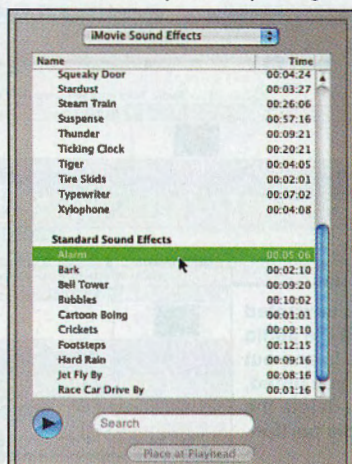 iMovie Sound Effects
Name Time
Squeaky Door 00:04:24
Stardust 00:03:27
Steam Train 00:26:06
Suspense 00:57:16
Thunder 00:09:21
Ticking Clock 00:20:21
Tiger 00:04:05
Tire Skids 00:02:01
Typewriter 00:07:02
Xylophone 00:04:08
Standard Sound Effects
Alarm 00:05:06
Bark 00:02:10
Bell Tower 00:09:20
Bubbles 00:10:02
Cartoon Boing 00:01:01
Crickets 00:09:10
Footsteps 00:12:15
Hard Rain 00:09:16
Jet Fly By 00:08:16
Race Car Drive By 00:01:16
Search
Place at Playhead